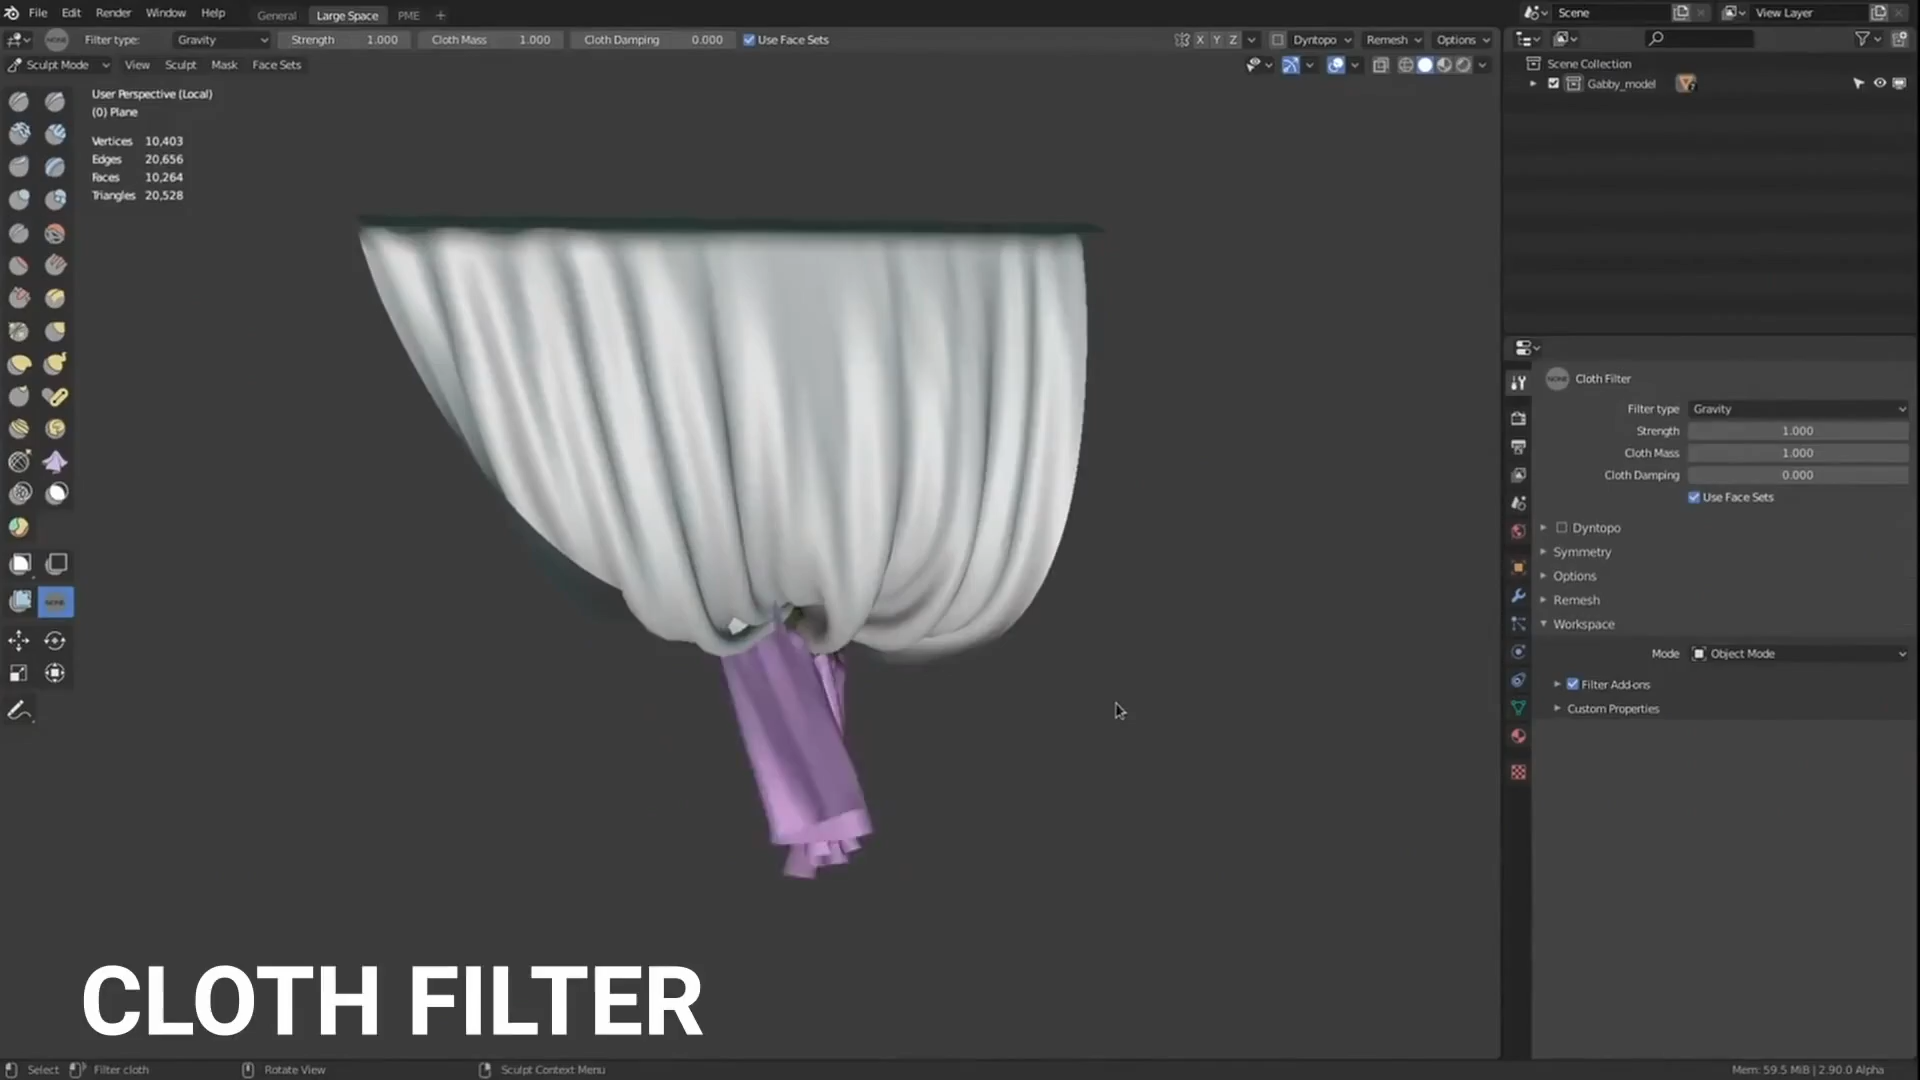 File Edit Render Window Help General Large Space PME +
Scene View Layer
NONE Filter type: Gravity Strength 1.000 Cloth Mass 1.000 Cloth Damping 0.000 Use Face Sets X Y Z Dyntopo Remesh Options
Sculpt Mode View Sculpt Mask Face Sets
Scene Collection
Gabby_model
User Perspective (Local)
(0) Plane
Vertices 10,403
Edges 20,656
Faces 10,264
Triangles 20,528
NONE Cloth Filter
Filter type Gravity
Strength 1.000
Cloth Mass 1.000
Cloth Damping 0.000
Use Face Sets
Dyntopo
Symmetry
Options
Remesh
Workspace
Mode Object Mode
Filter Add-ons
Custom Properties
NONE
CLOTH FILTER
Select Filter cloth Rotate View Sculpt Context Menu Mem: 59.5 MiB | 2.90.0 Alpha